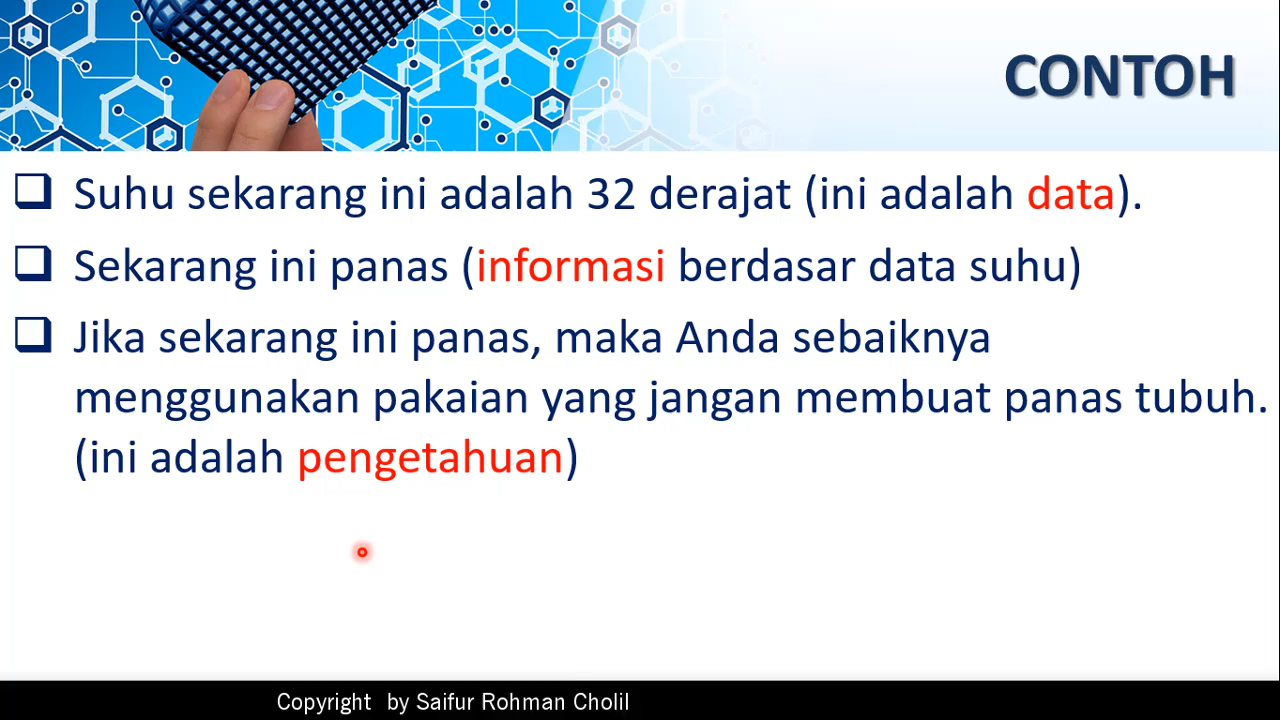 CONTOH
❑ Suhu sekarang ini adalah 32 derajat (ini adalah data).
❑ Sekarang ini panas (informasi berdasar data suhu)
❑ Jika sekarang ini panas, maka Anda sebaiknya
menggunakan pakaian yang jangan membuat panas tubuh.
(ini adalah pengetahuan)
Copyright by Saifur Rohman Cholil